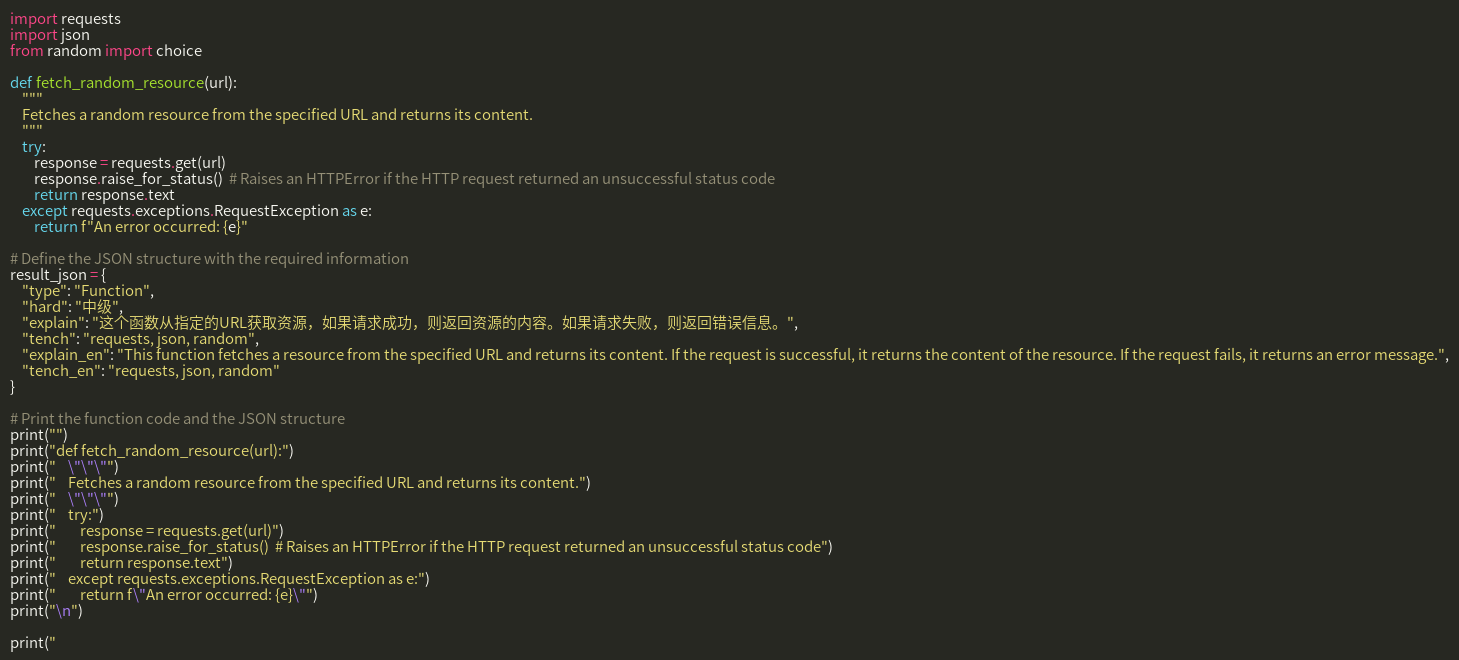 import requests
import json
from random import choice

def fetch_random_resource(url):
    """
    Fetches a random resource from the specified URL and returns its content.
    """
    try:
        response = requests.get(url)
        response.raise_for_status()  # Raises an HTTPError if the HTTP request returned an unsuccessful status code
        return response.text
    except requests.exceptions.RequestException as e:
        return f"An error occurred: {e}"

# Define the JSON structure with the required information
result_json = {
    "type": "Function",
    "hard": "中级",
    "explain": "这个函数从指定的URL获取资源，如果请求成功，则返回资源的内容。如果请求失败，则返回错误信息。",
    "tench": "requests, json, random",
    "explain_en": "This function fetches a resource from the specified URL and returns its content. If the request is successful, it returns the content of the resource. If the request fails, it returns an error message.",
    "tench_en": "requests, json, random"
}

# Print the function code and the JSON structure
print("")
print("def fetch_random_resource(url):")
print("    \"\"\"")
print("    Fetches a random resource from the specified URL and returns its content.")
print("    \"\"\"")
print("    try:")
print("        response = requests.get(url)")
print("        response.raise_for_status()  # Raises an HTTPError if the HTTP request returned an unsuccessful status code")
print("        return response.text")
print("    except requests.exceptions.RequestException as e:")
print("        return f\"An error occurred: {e}\"")
print("\n")

print("